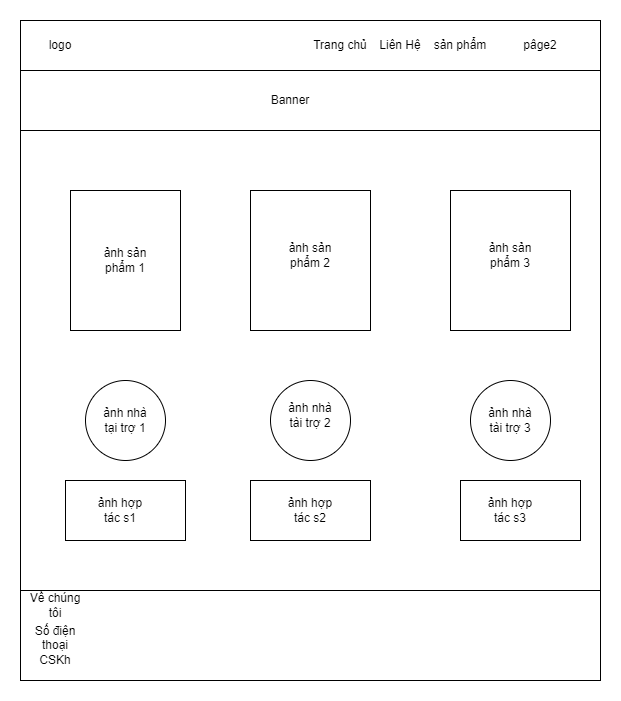 logo
Trang chủ
Liên Hệ
sản phẩm
pâge2
Banner
ảnh sản
phẩm 1
ảnh sản
phẩm 2
ảnh sản
phẩm 3
ảnh nhà
tại trợ 1
ảnh nhà
tài trợ 2
ảnh nhà
tài trợ 3
ảnh hợp
tác s1
ảnh hợp
tác s2
ảnh hợp
tác s3
Về chúng
tôi
Số điện
thoại
CSKh